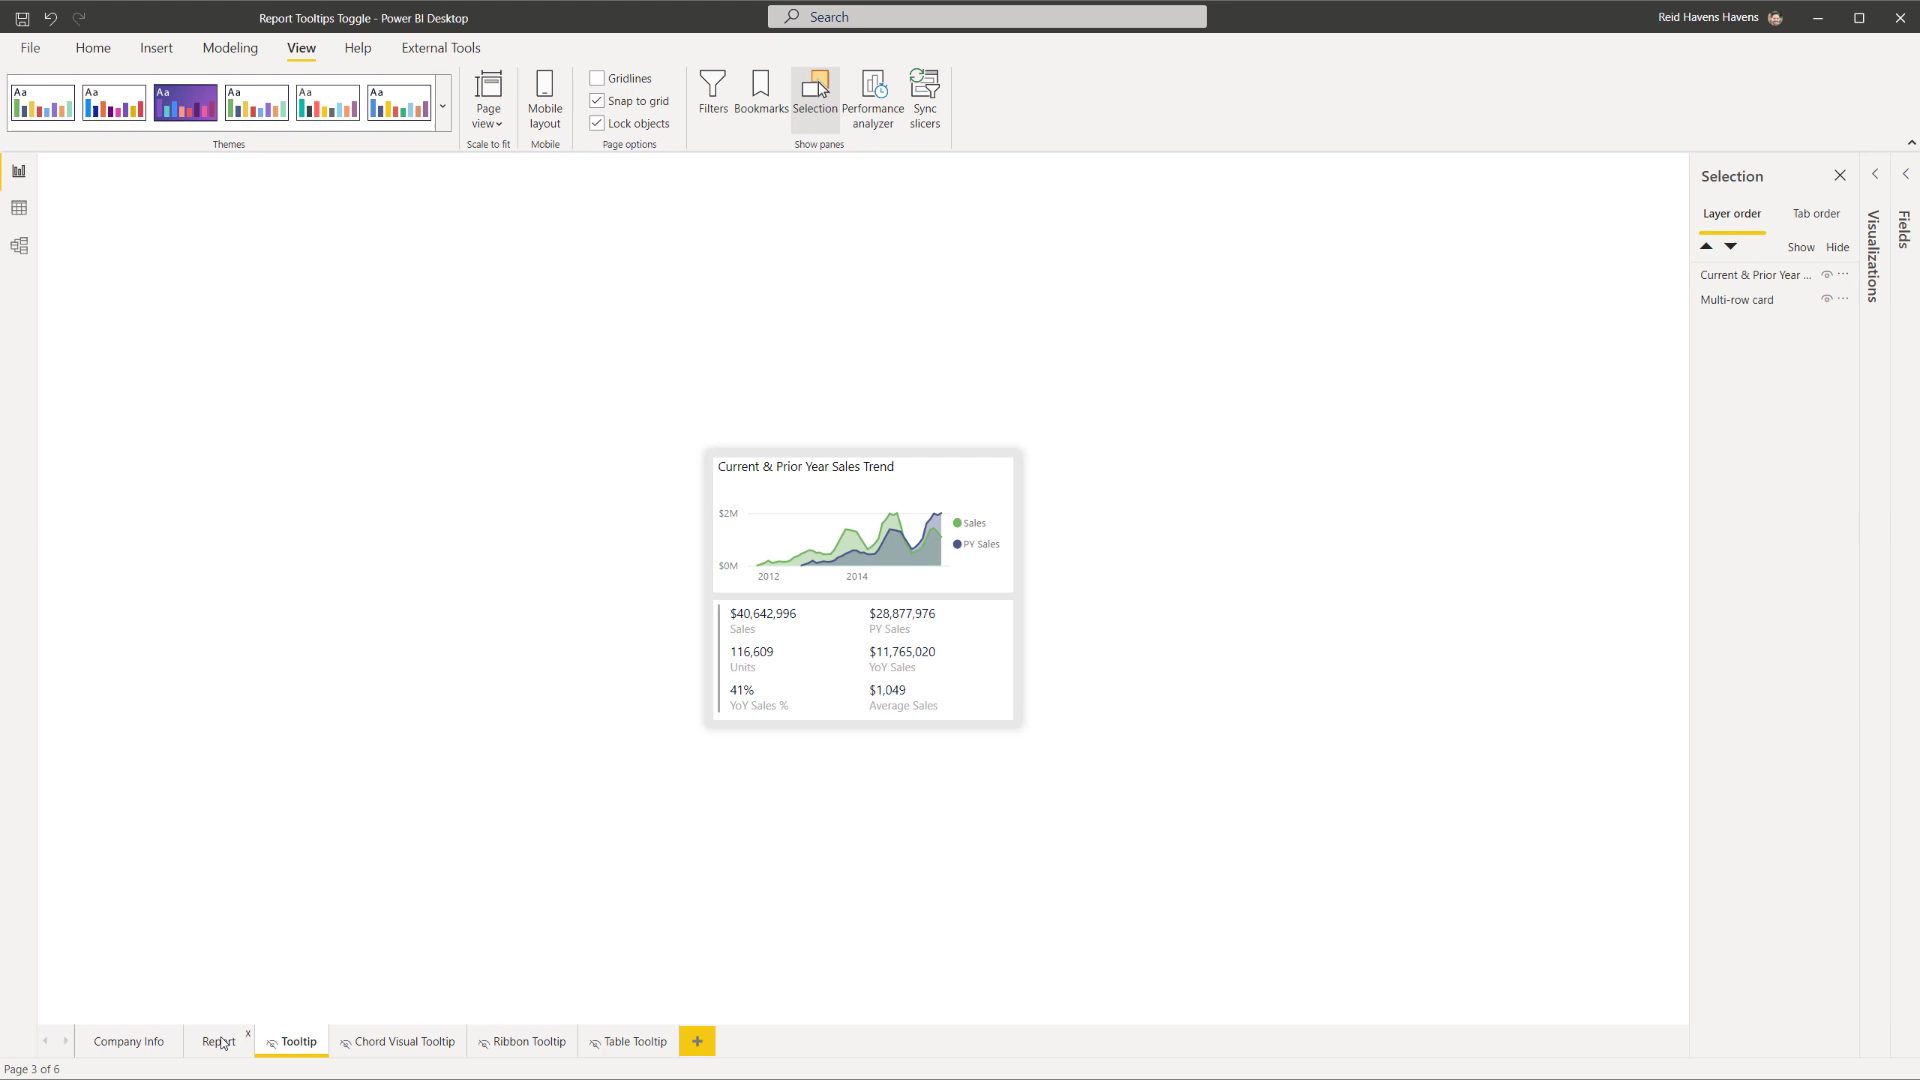 Report Tooltips Toggle - Power BI Desktop
Search
Reid Havens Havens
File Home Insert Modeling View Help External Tools
Aa Aa Aa Aa Aa Aa
Themes
Page view
Scale to fit
Mobile layout
Mobile
Gridlines
Snap to grid
Lock objects
Page options
Filters
Bookmarks
Selection
Performance analyzer
Sync slicers
Show panes
Selection
Layer order Tab order
Show Hide
Current & Prior Year ...
Multi-row card
Visualizations
Fields
Current & Prior Year Sales Trend
$2M
$0M
2012 2014
Sales
PY Sales
$40,642,996 $28,877,976
Sales PY Sales
116,609 $11,765,020
Units YoY Sales
41% $1,049
YoY Sales % Average Sales
Company Info Report x Tooltip Chord Visual Tooltip Ribbon Tooltip Table Tooltip +
Page 3 of 6